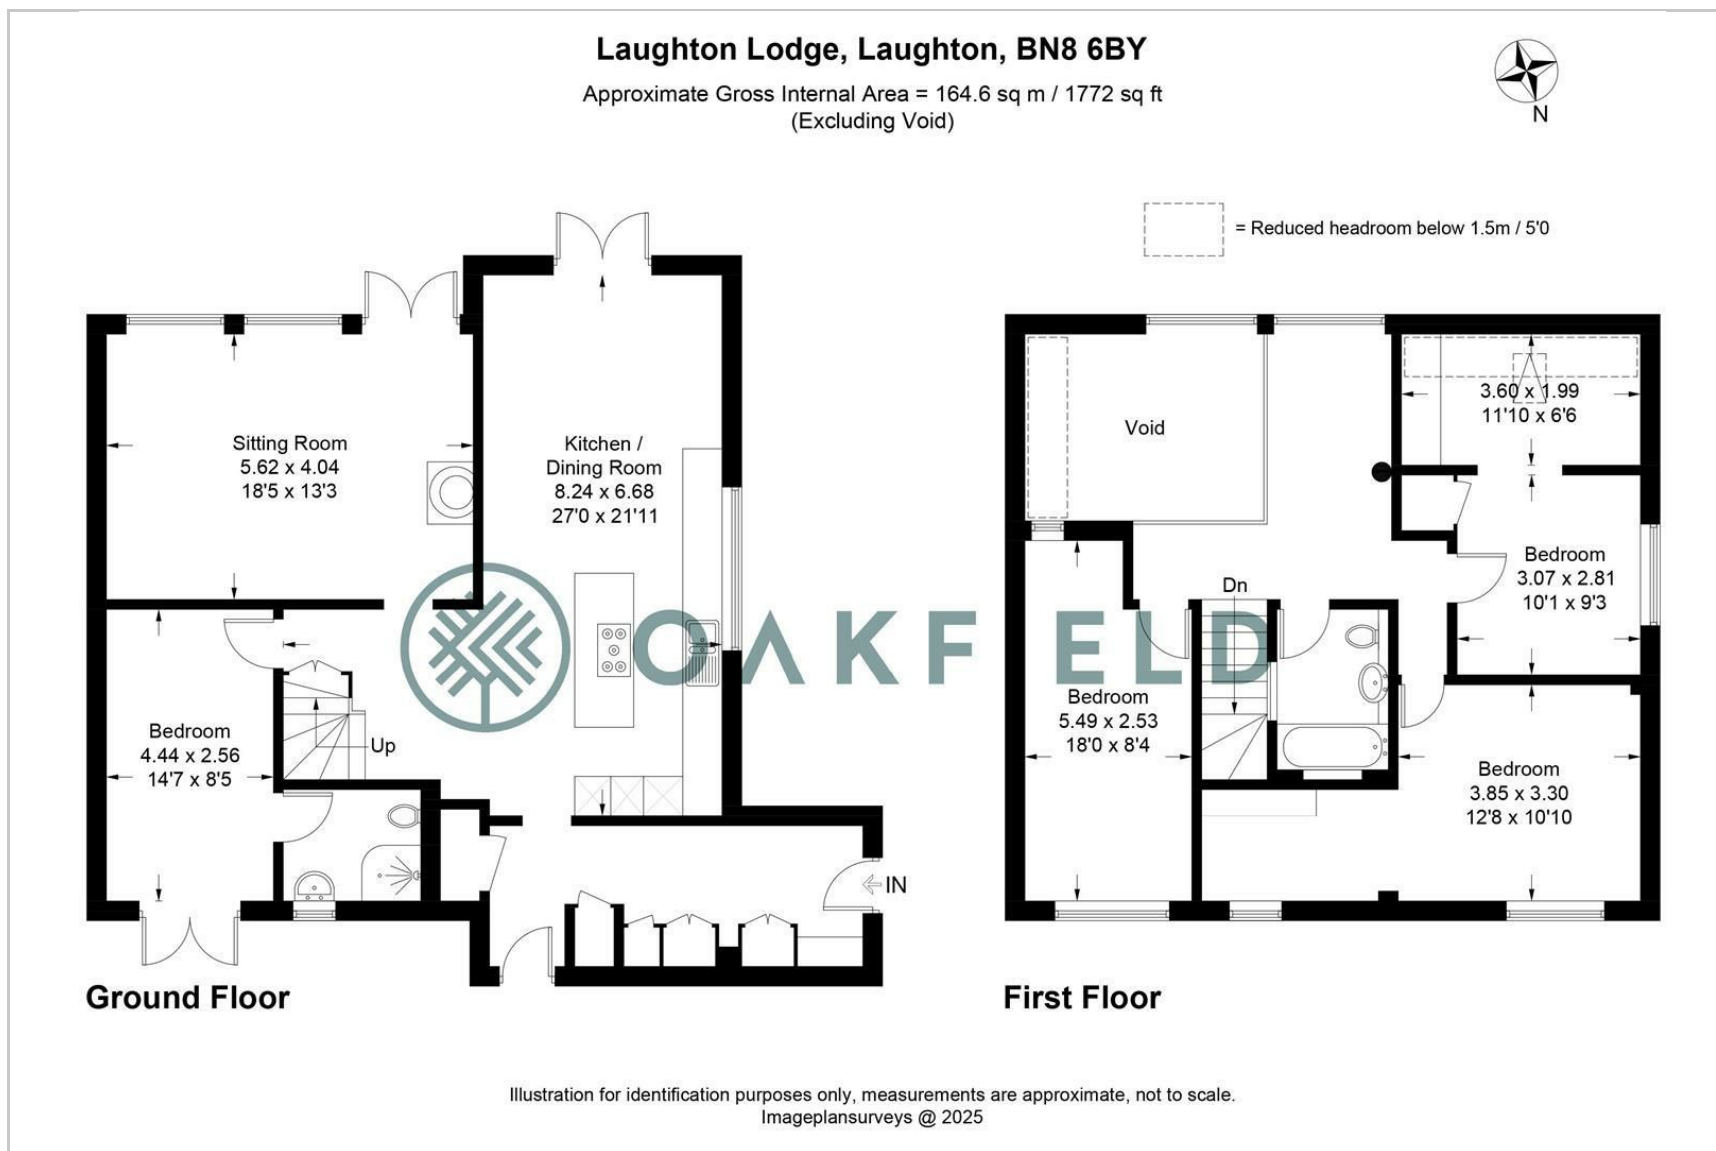 Laughton Lodge, Laughton, BN8 6BY
Approximate Gross Internal Area = 164.6 sq m / 1772 sq ft
(Excluding Void)
N
= Reduced headroom below 1.5m / 5'0
Sitting Room
5.62 x 4.04
18'5 x 13'3
Kitchen /
Dining Room
8.24 x 6.68
27'0 x 21'11
Bedroom
4.44 x 2.56
14'7 x 8'5
Up
IN
Ground Floor
Void
3.60 x 1.99
11'10 x 6'6
Bedroom
3.07 x 2.81
10'1 x 9'3
Dn
Bedroom
5.49 x 2.53
18'0 x 8'4
Bedroom
3.85 x 3.30
12'8 x 10'10
First Floor
OAKFIELD
Illustration for identification purposes only, measurements are approximate, not to scale.
Imageplansurveys @ 2025